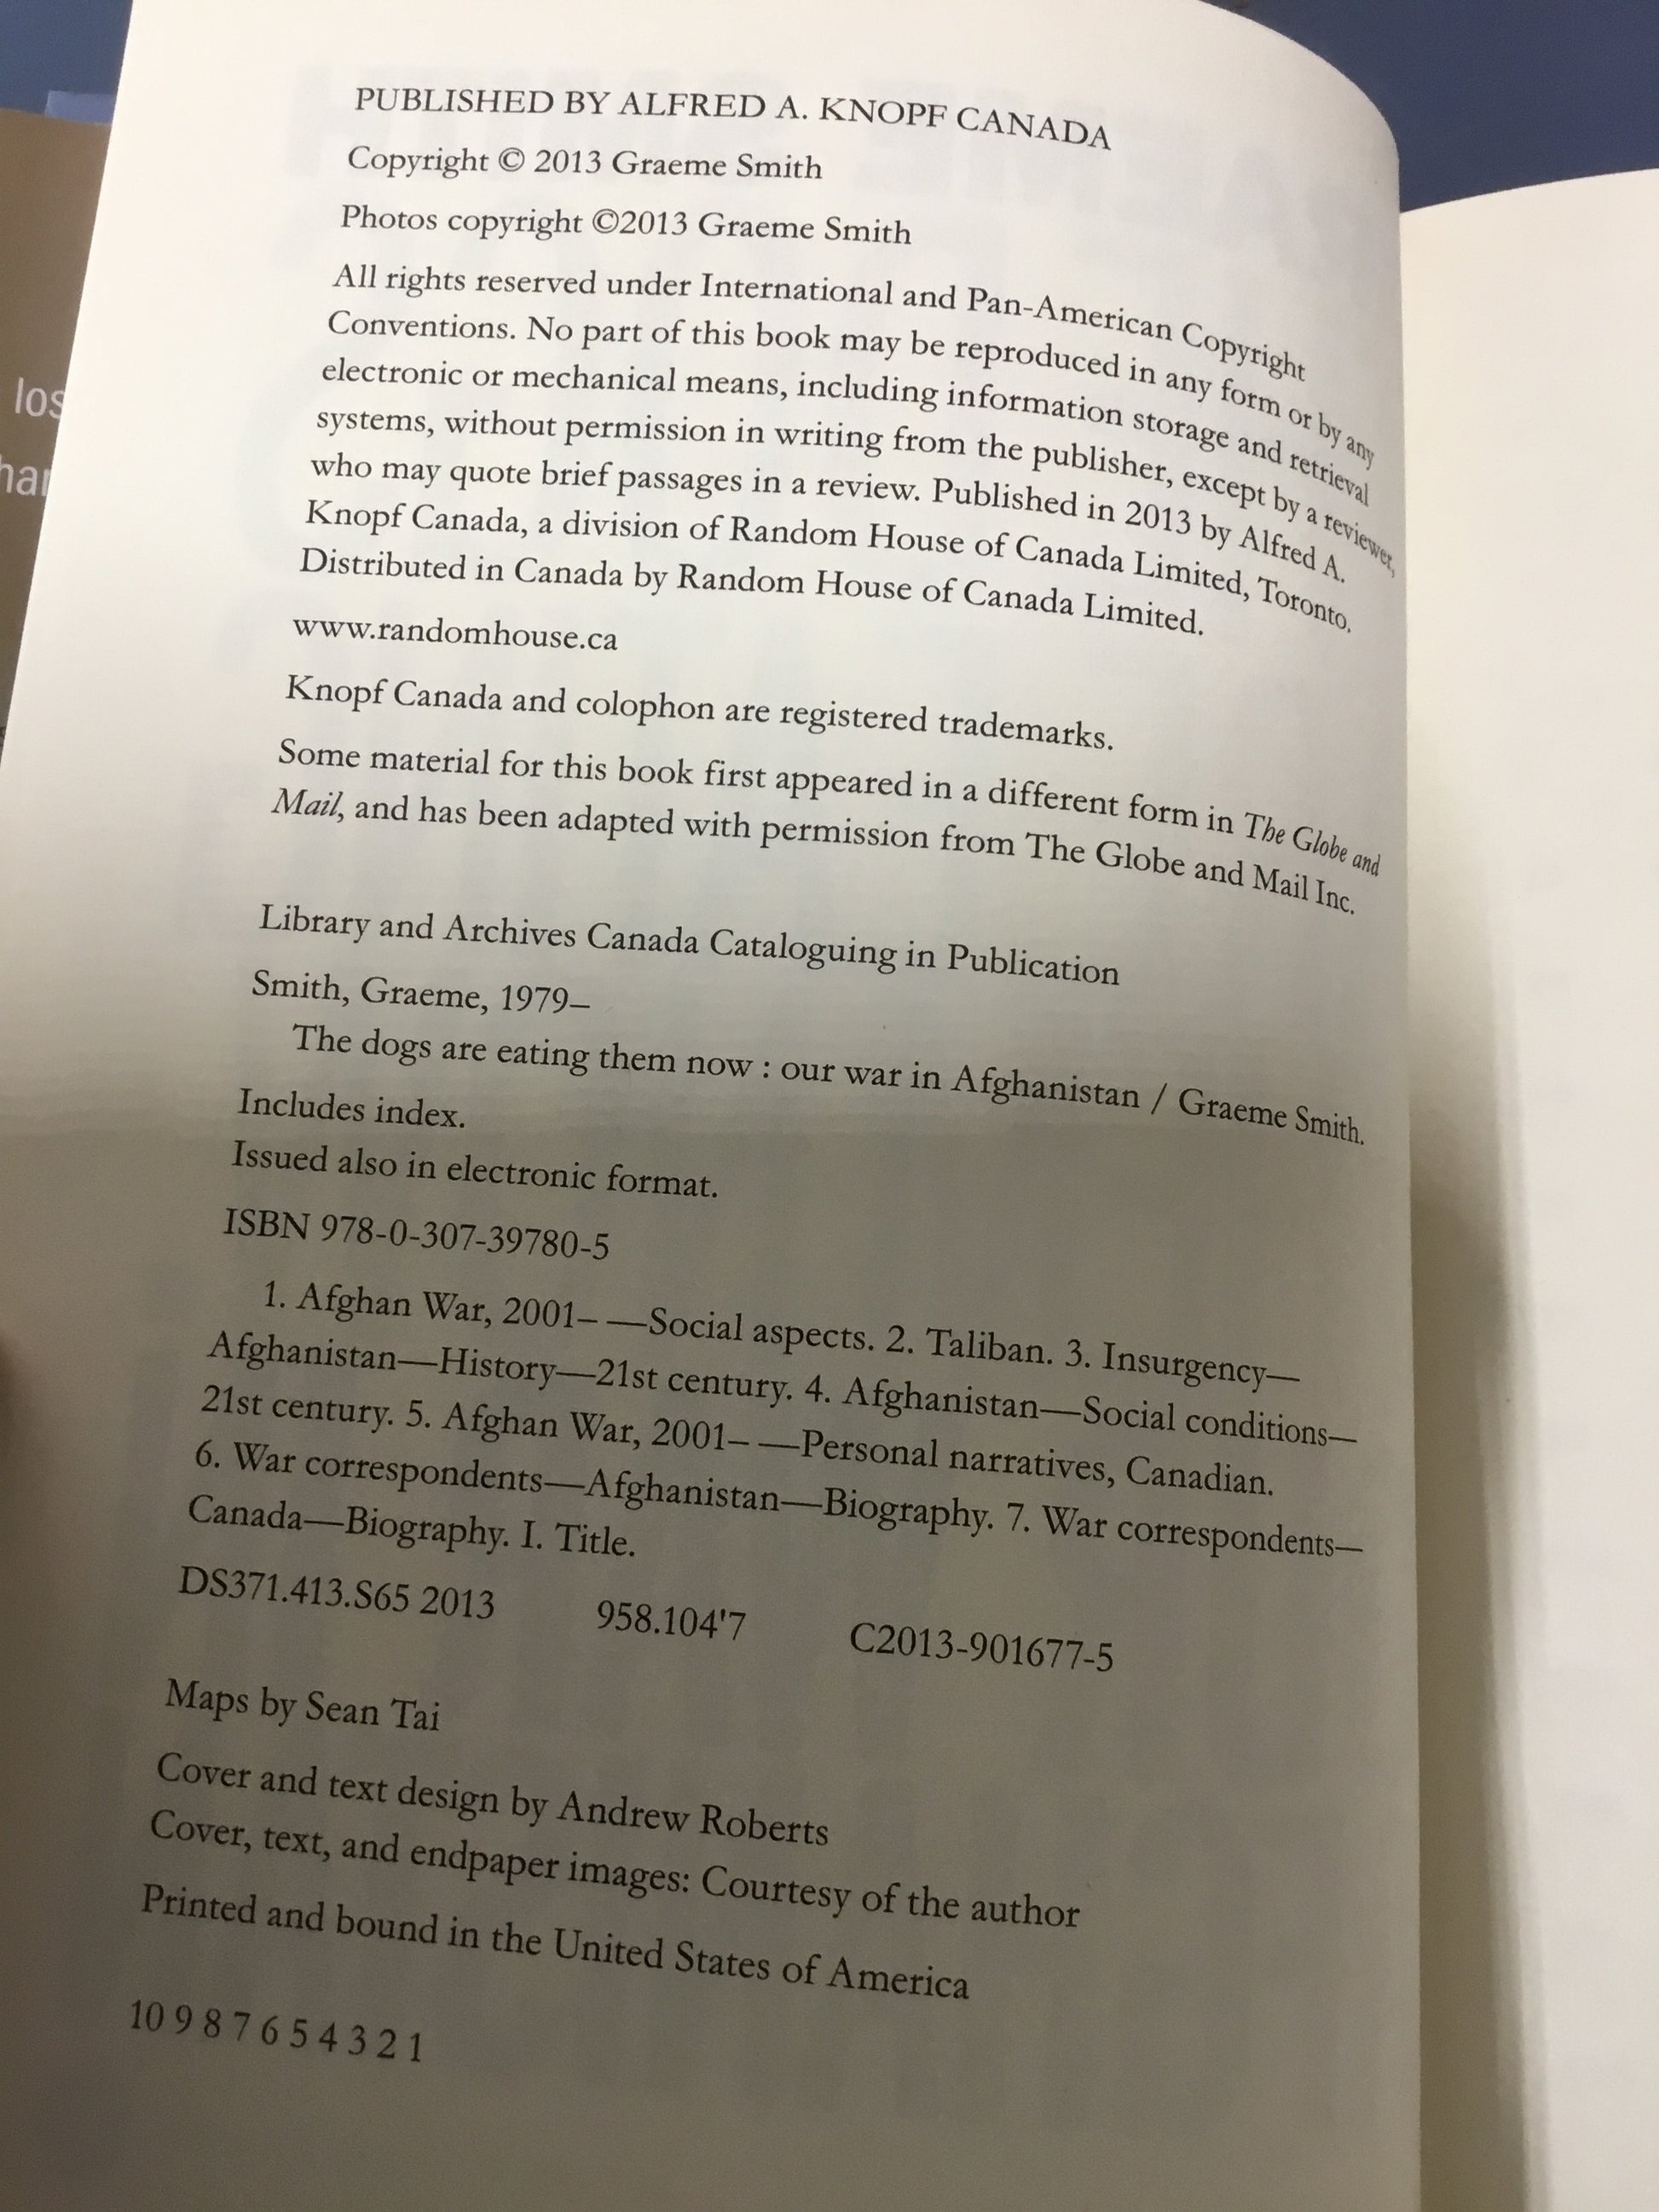 PUBLISHED BY ALFRED A. KNOPF CANADA
Copyright © 2013 Graeme Smith
Photos copyright ©2013 Graeme Smith
All rights reserved under International and Pan-American Copyright
Conventions. No part of this book may be reproduced in any form or by any
electronic or mechanical means, including information storage and retrieval
systems, without permission in writing from the publisher, except by a reviewer,
who may quote brief passages in a review. Published in 2013 by Alfred A.
Knopf Canada, a division of Random House of Canada Limited, Toronto.
Distributed in Canada by Random House of Canada Limited.
www.randomhouse.ca
Knopf Canada and colophon are registered trademarks.
Some material for this book first appeared in a different form in The Globe and
Mail, and has been adapted with permission from The Globe and Mail Inc.
Library and Archives Canada Cataloguing in Publication
Smith, Graeme, 1979–
The dogs are eating them now : our war in Afghanistan / Graeme Smith.
Includes index.
Issued also in electronic format.
ISBN 978-0-307-39780-5
1. Afghan War, 2001– —Social aspects. 2. Taliban. 3. Insurgency—
Afghanistan—History—21st century. 4. Afghanistan—Social conditions—
21st century. 5. Afghan War, 2001– —Personal narratives, Canadian.
6. War correspondents—Afghanistan—Biography. 7. War correspondents—
Canada—Biography. I. Title.
DS371.413.S65 2013 958.104'7 C2013-901677-5
Maps by Sean Tai
Cover and text design by Andrew Roberts
Cover, text, and endpaper images: Courtesy of the author
Printed and bound in the United States of America
10 9 8 7 6 5 4 3 2 1
los